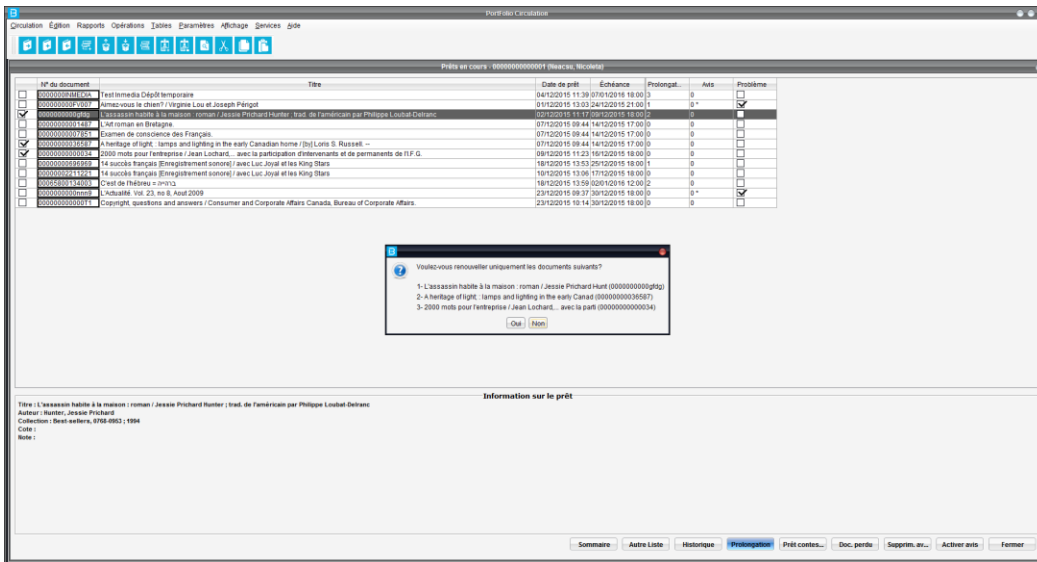 Portfolio Circulation
Circulation Édition Rapports Opérations Tables Paramètres Affichage Services Aide
Prêts en cours - 00000000000001 (Neacsu, Nicoleta)
N° du document Titre Date de prêt Échéance Prolongat... Avis Problème
0000000INMEDIA Test Inmedia Dépôt temporaire 04/12/2015 11:39 07/01/2016 18:00 3 0
000000000FV007 Aimez-vous le chien? / Virginie Lou et Joseph Périgot 01/12/2015 13:03 24/12/2015 21:00 1 0 *
0000000000gfdg L'assassin habite à la maison : roman / Jessie Prichard Hunter ; trad. de l'américain par Philippe Loubat-Delranc 02/12/2015 11:17 09/12/2015 18:00 2 0
00000000001487 L'Art roman en Bretagne. 07/12/2015 09:44 14/12/2015 17:00 0 0
00000000007851 Examen de conscience des Français. 07/12/2015 09:44 14/12/2015 17:00 0 0
00000000036587 A heritage of light; : lamps and lighting in the early Canadian home / [by] Loris S. Russell. -- 07/12/2015 09:44 14/12/2015 17:00 0 0
00000000000034 2000 mots pour l'entreprise / Jean Lochard,... avec la participation d'intervenants et de permanents de l'I.F.G. 09/12/2015 11:23 16/12/2015 18:00 0 0
00000000696969 14 succès français [Enregistrement sonore] / avec Luc Joyal et les King Stars 18/12/2015 13:53 25/12/2015 18:00 1 0
00000002211221 14 succès français [Enregistrement sonore] / avec Luc Joyal et les King Stars 10/12/2015 13:06 17/12/2015 18:00 0 0
00065800134003 C'est de l'hébreu = 18/12/2015 13:59 02/01/2016 12:00 2 0
0000000000nnn9 L'Actualité. Vol. 23, no 8, Aout 2009 23/12/2015 09:37 30/12/2015 18:00 0 0 *
000000000000T1 Copyright, questions and answers / Consumer and Corporate Affairs Canada, Bureau of Corporate Affairs. 23/12/2015 10:14 30/12/2015 18:00 0 0
Voulez-vous renouveller uniquement les documents suivants?
1- L'assassin habite à la maison : roman / Jessie Prichard Hunt (0000000000gfdg)
2- A heritage of light; : lamps and lighting in the early Canad (00000000036587)
3- 2000 mots pour l'entreprise / Jean Lochard,... avec la parti (00000000000034)
Oui Non
Information sur le prêt
Titre : L'assassin habite à la maison : roman / Jessie Prichard Hunter ; trad. de l'américain par Philippe Loubat-Delranc
Auteur : Hunter, Jessie Prichard
Collection : Best-sellers, 0768-0953 ; 1994
Cote :
Note :
Sommaire Autre Liste Historique Prolongation Prêt contes... Doc. perdu Supprim. av... Activer avis Fermer